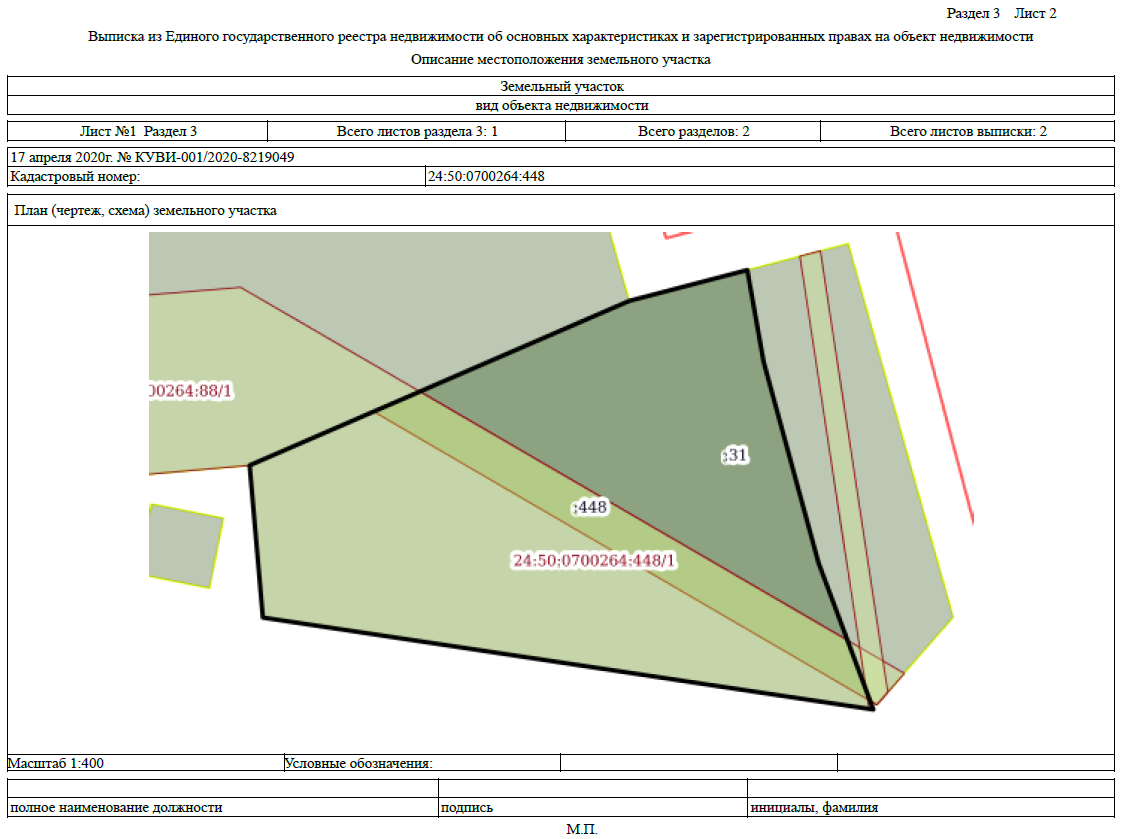 Раздел 3 Лист 2
Выписка из Единого государственного реестра недвижимости об основных характеристиках и зарегистрированных правах на объект недвижимости
Описание местоположения земельного участка
Земельный участок
вид объекта недвижимости
Лист №1 Раздел 3 Всего листов раздела 3: 1 Всего разделов: 2 Всего листов выписки: 2
17 апреля 2020г. № КУВИ-001/2020-8219049
Кадастровый номер: 24:50:0700264:448
План (чертеж, схема) земельного участка
00264:88/1
:31
:448
24:50:0700264:448/1
Масштаб 1:400 Условные обозначения:
полное наименование должности подпись инициалы, фамилия
М.П.